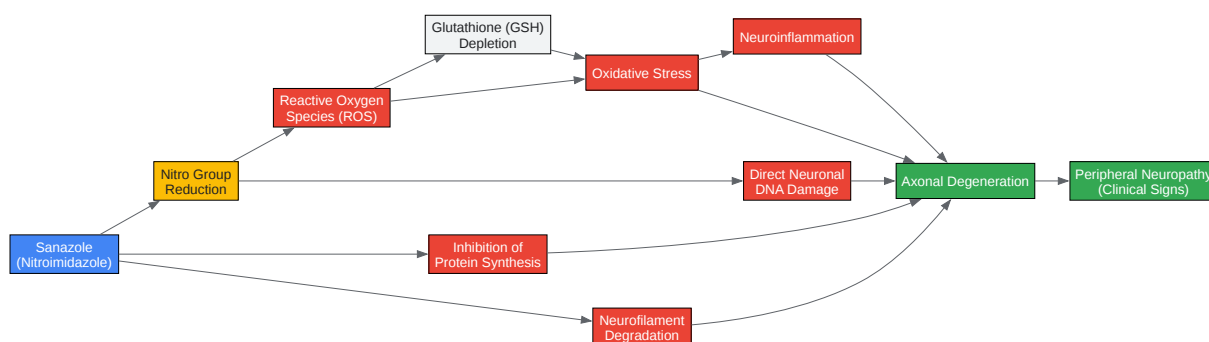 Glutathione (GSH)
Depletion
Neuroinflammation
Oxidative Stress
Reactive Oxygen
Species (ROS)
Nitro Group
Reduction
Direct Neuronal
DNA Damage
Axonal Degeneration
Peripheral Neuropathy
(Clinical Signs)
Sanazole
(Nitroimidazole)
Inhibition of
Protein Synthesis
Neurofilament
Degradation